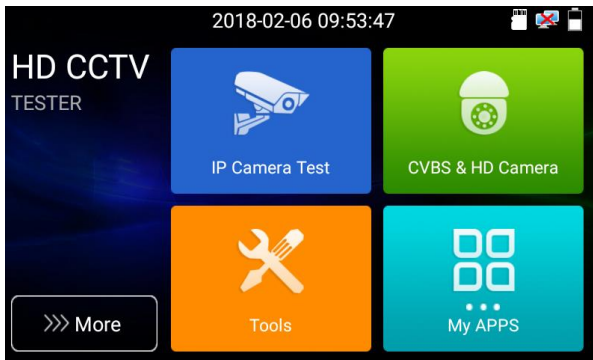 2018-02-06 09:53:47
HD CCTV
TESTER
IP Camera Test
CVBS & HD Camera
Tools
My APPS
>>> More